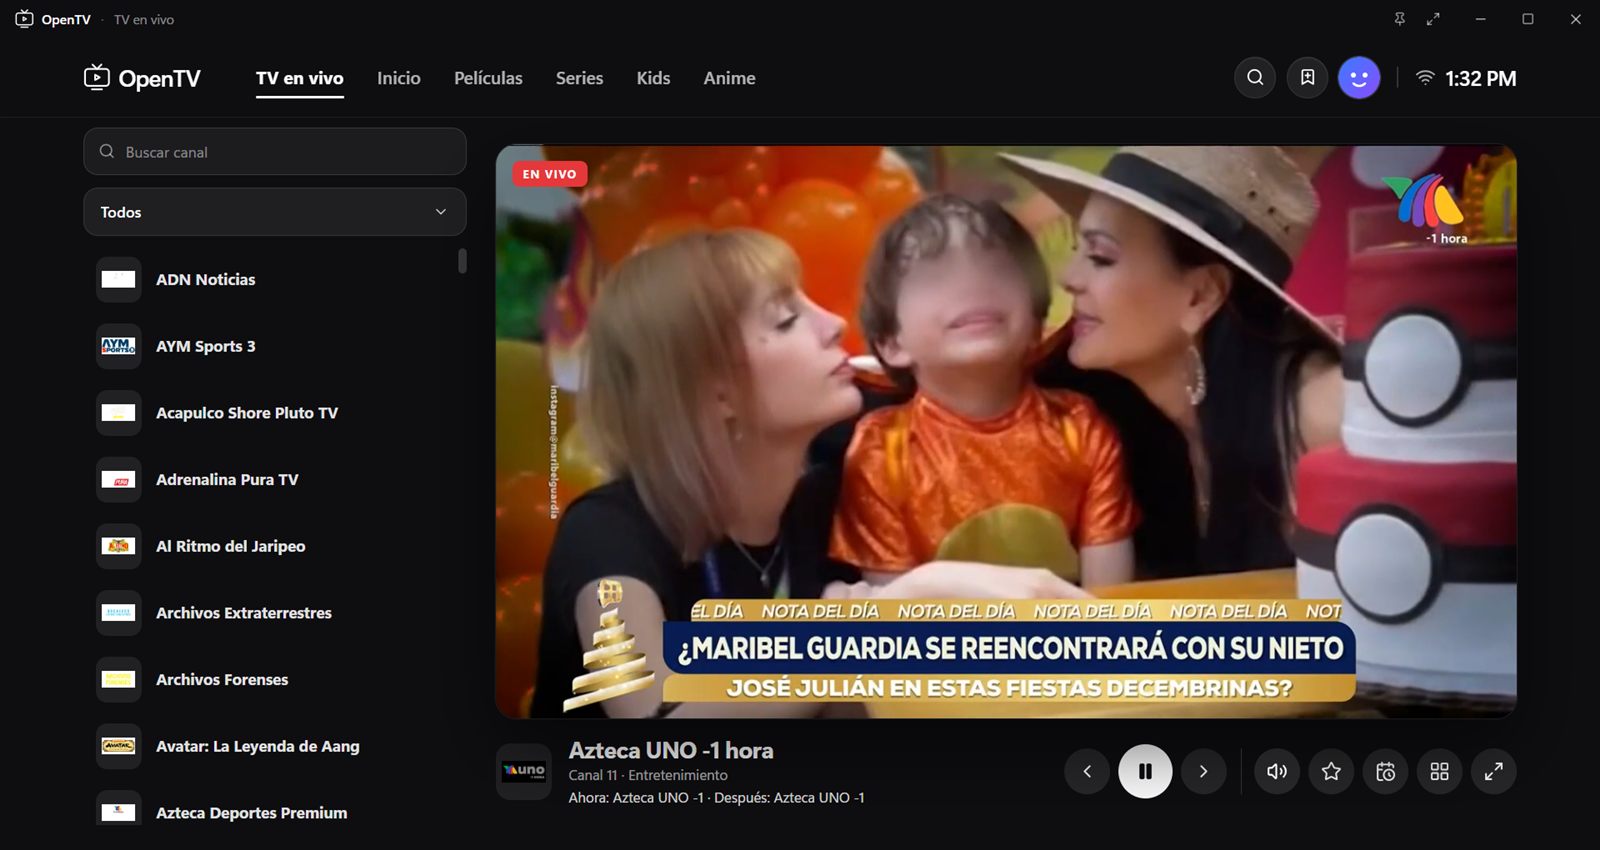 OpenTV · TV en vivo
OpenTV
TV en vivo
Inicio
Películas
Series
Kids
Anime
1:32 PM
Buscar canal
Todos
ADN Noticias
AYM SPORTS
AYM Sports 3
Acapulco Shore Pluto TV
Adrenalina Pura TV
Al Ritmo del Jaripeo
Archivos Extraterrestres
Archivos Forenses
AVATAR
Avatar: La Leyenda de Aang
Azteca Deportes Premium
EN VIVO
-1 hora
instagram@maribelguardia
EL DÍA NOTA DEL DÍA NOTA DEL DÍA NOTA DEL DÍA NOTA DEL DÍA NOT
¿MARIBEL GUARDIA SE REENCONTRARÁ CON SU NIETO
JOSÉ JULIÁN EN ESTAS FIESTAS DECEMBRINAS?
uno
Azteca UNO -1 hora
Canal 11 · Entretenimiento
Ahora: Azteca UNO -1 · Después: Azteca UNO -1